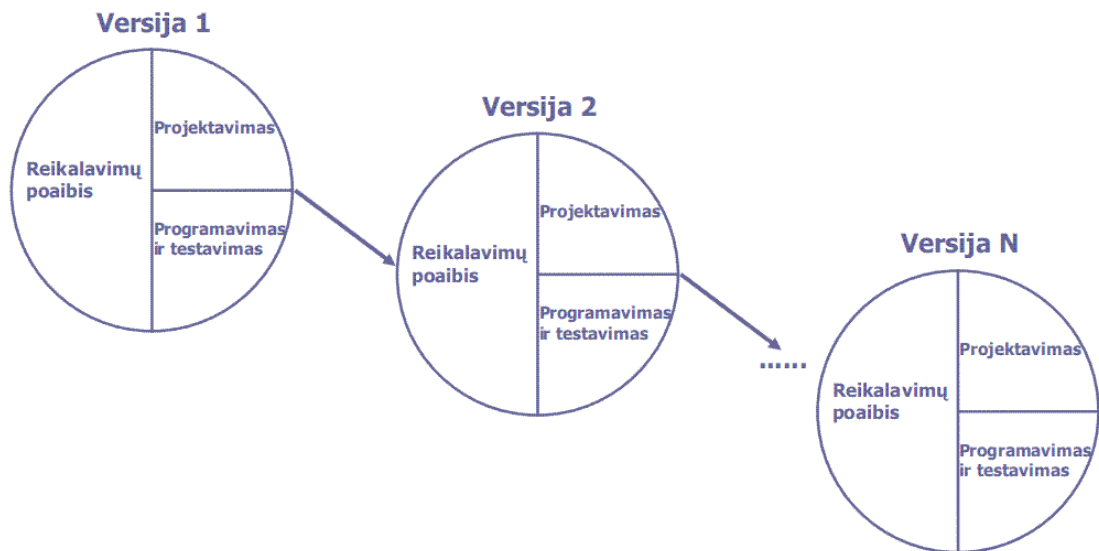 Versija 1
Projektavimas
Reikalavimų
poaibis
Programavimas
ir testavimas
Versija 2
Projektavimas
Reikalavimų
poaibis
Programavimas
ir testavimas
......
Versija N
Projektavimas
Reikalavimų
poaibis
Programavimas
ir testavimas